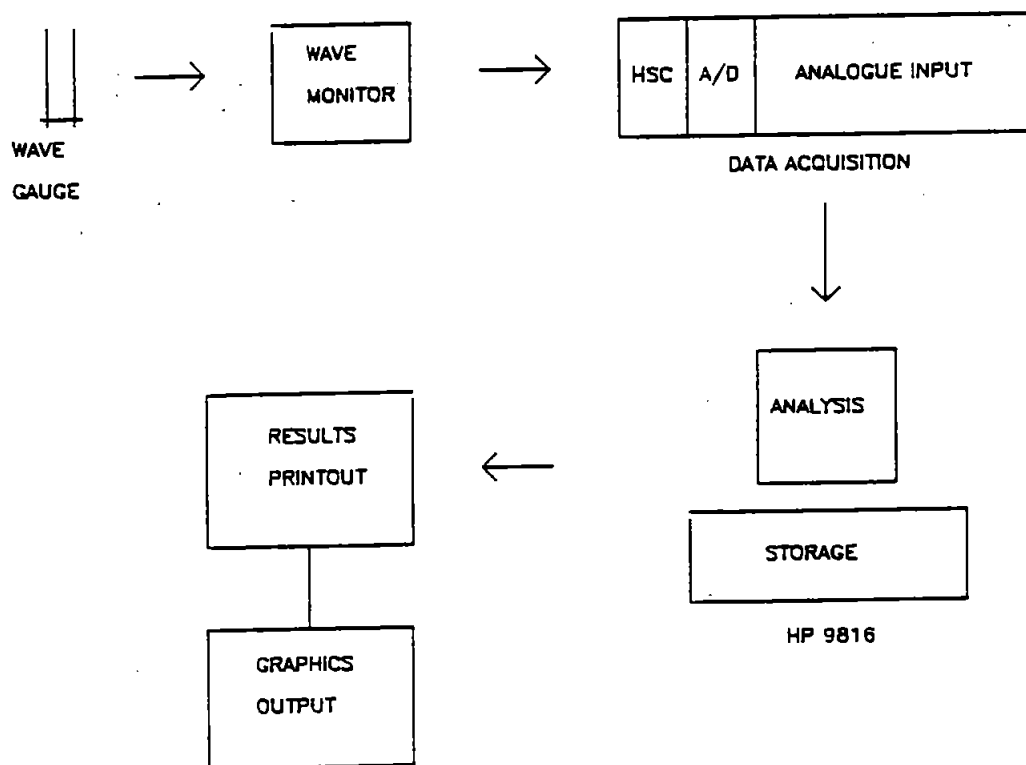 WAVE
GAUGE
WAVE
MONITOR
HSC
A/D
ANALOGUE INPUT
DATA ACQUISITION
ANALYSIS
STORAGE
HP 9816
RESULTS
PRINTOUT
GRAPHICS
OUTPUT